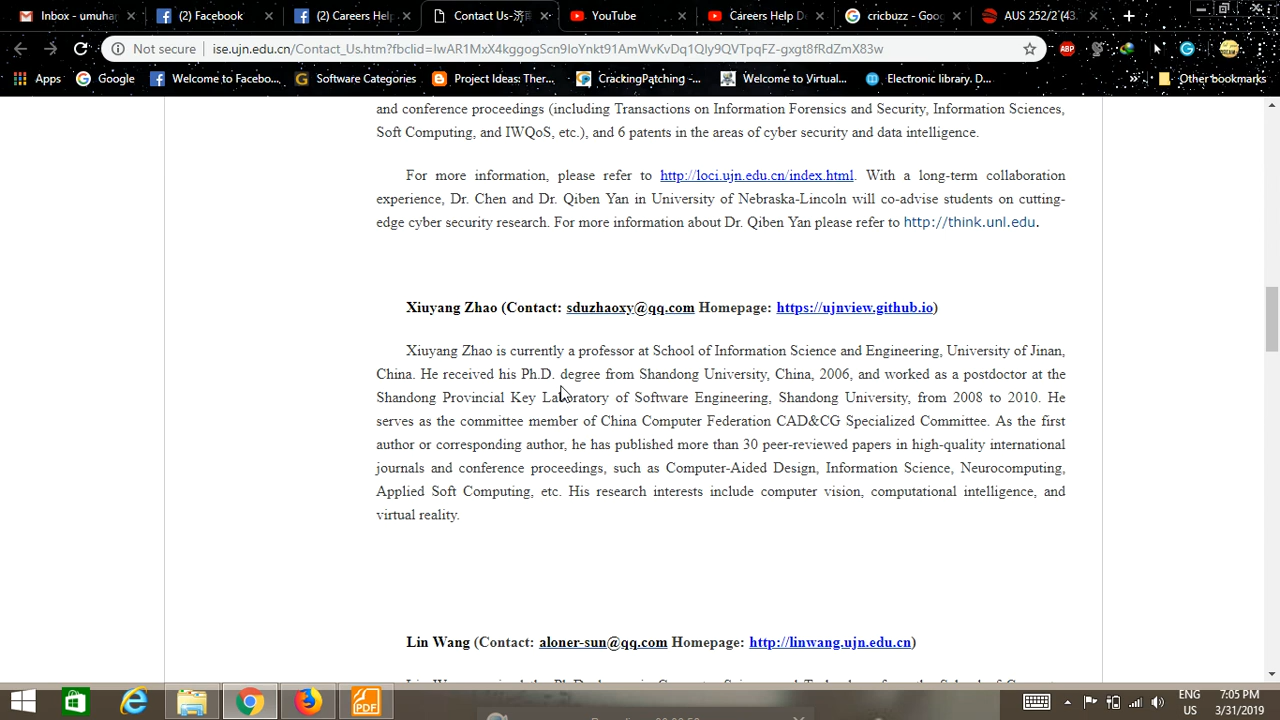 Inbox - umuha
(2) Facebook
(2) Careers Hel
Contact Us-济
YouTube
Careers Help D
cricbuzz - Goo
AUS 252/2 (43.
Not secure
ise.ujn.edu.cn/Contact_Us.htm?fbclid=IwAR1MxX4kggogScn9IoYnkt91AmWvKvDq1Qly9QVTpqFZ-gxgt8fRdZmX83w
ABP
Apps
Google
Welcome to Facebo...
Software Categories
Project Ideas: Ther...
CrackingPatching -...
Welcome to Virtual...
Electronic library. D...
»
Other bookmarks
and conference proceedings (including Transactions on Information Forensics and Security, Information Sciences,
Soft Computing, and IWQoS, etc.), and 6 patents in the areas of cyber security and data intelligence.
For more information, please refer to http://loci.ujn.edu.cn/index.html. With a long-term collaboration
experience, Dr. Chen and Dr. Qiben Yan in University of Nebraska-Lincoln will co-advise students on cutting-
edge cyber security research. For more information about Dr. Qiben Yan please refer to http://think.unl.edu.
Xiuyang Zhao (Contact: sduzhaoxy@qq.com Homepage: https://ujnview.github.io)
Xiuyang Zhao is currently a professor at School of Information Science and Engineering, University of Jinan,
China. He received his Ph.D. degree from Shandong University, China, 2006, and worked as a postdoctor at the
Shandong Provincial Key Laboratory of Software Engineering, Shandong University, from 2008 to 2010. He
serves as the committee member of China Computer Federation CAD&CG Specialized Committee. As the first
author or corresponding author, he has published more than 30 peer-reviewed papers in high-quality international
journals and conference proceedings, such as Computer-Aided Design, Information Science, Neurocomputing,
Applied Soft Computing, etc. His research interests include computer vision, computational intelligence, and
virtual reality.
Lin Wang (Contact: aloner-sun@qq.com Homepage: http://linwang.ujn.edu.cn)
PDF
ENG
US
7:05 PM
3/31/2019